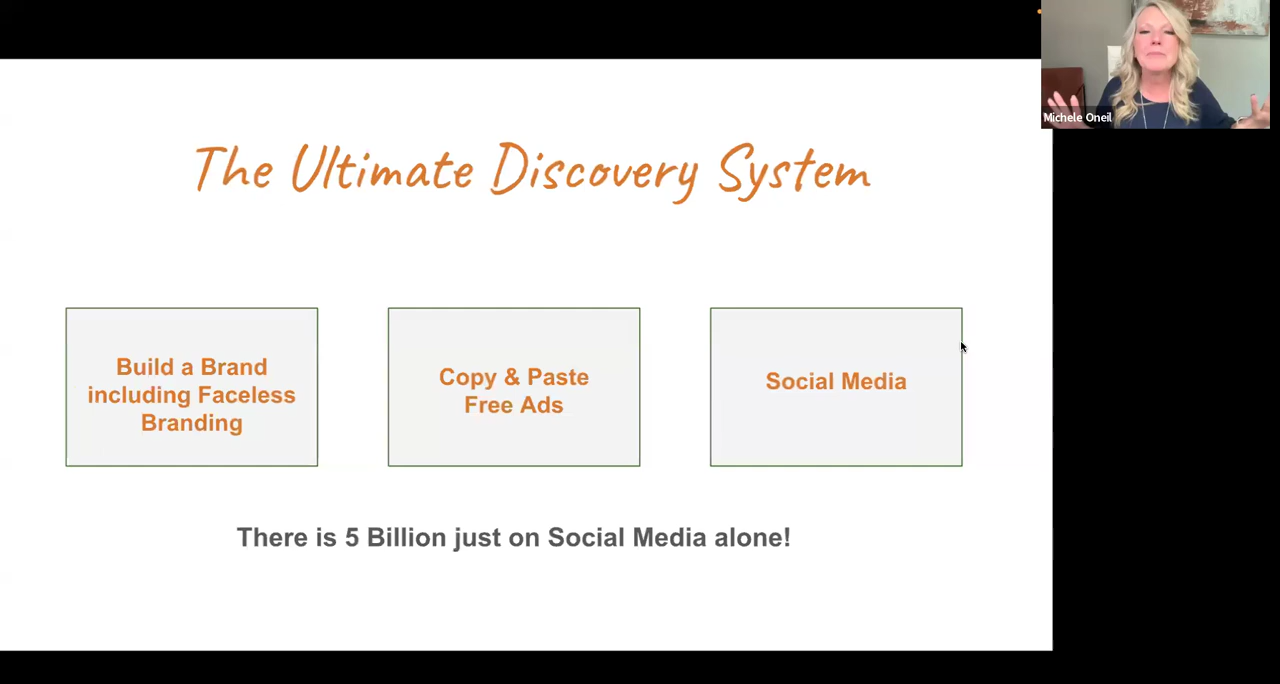 Michele Oneil
The Ultimate Discovery System
Build a Brand
including Faceless
Branding
Copy & Paste
Free Ads
Social Media
There is 5 Billion just on Social Media alone!